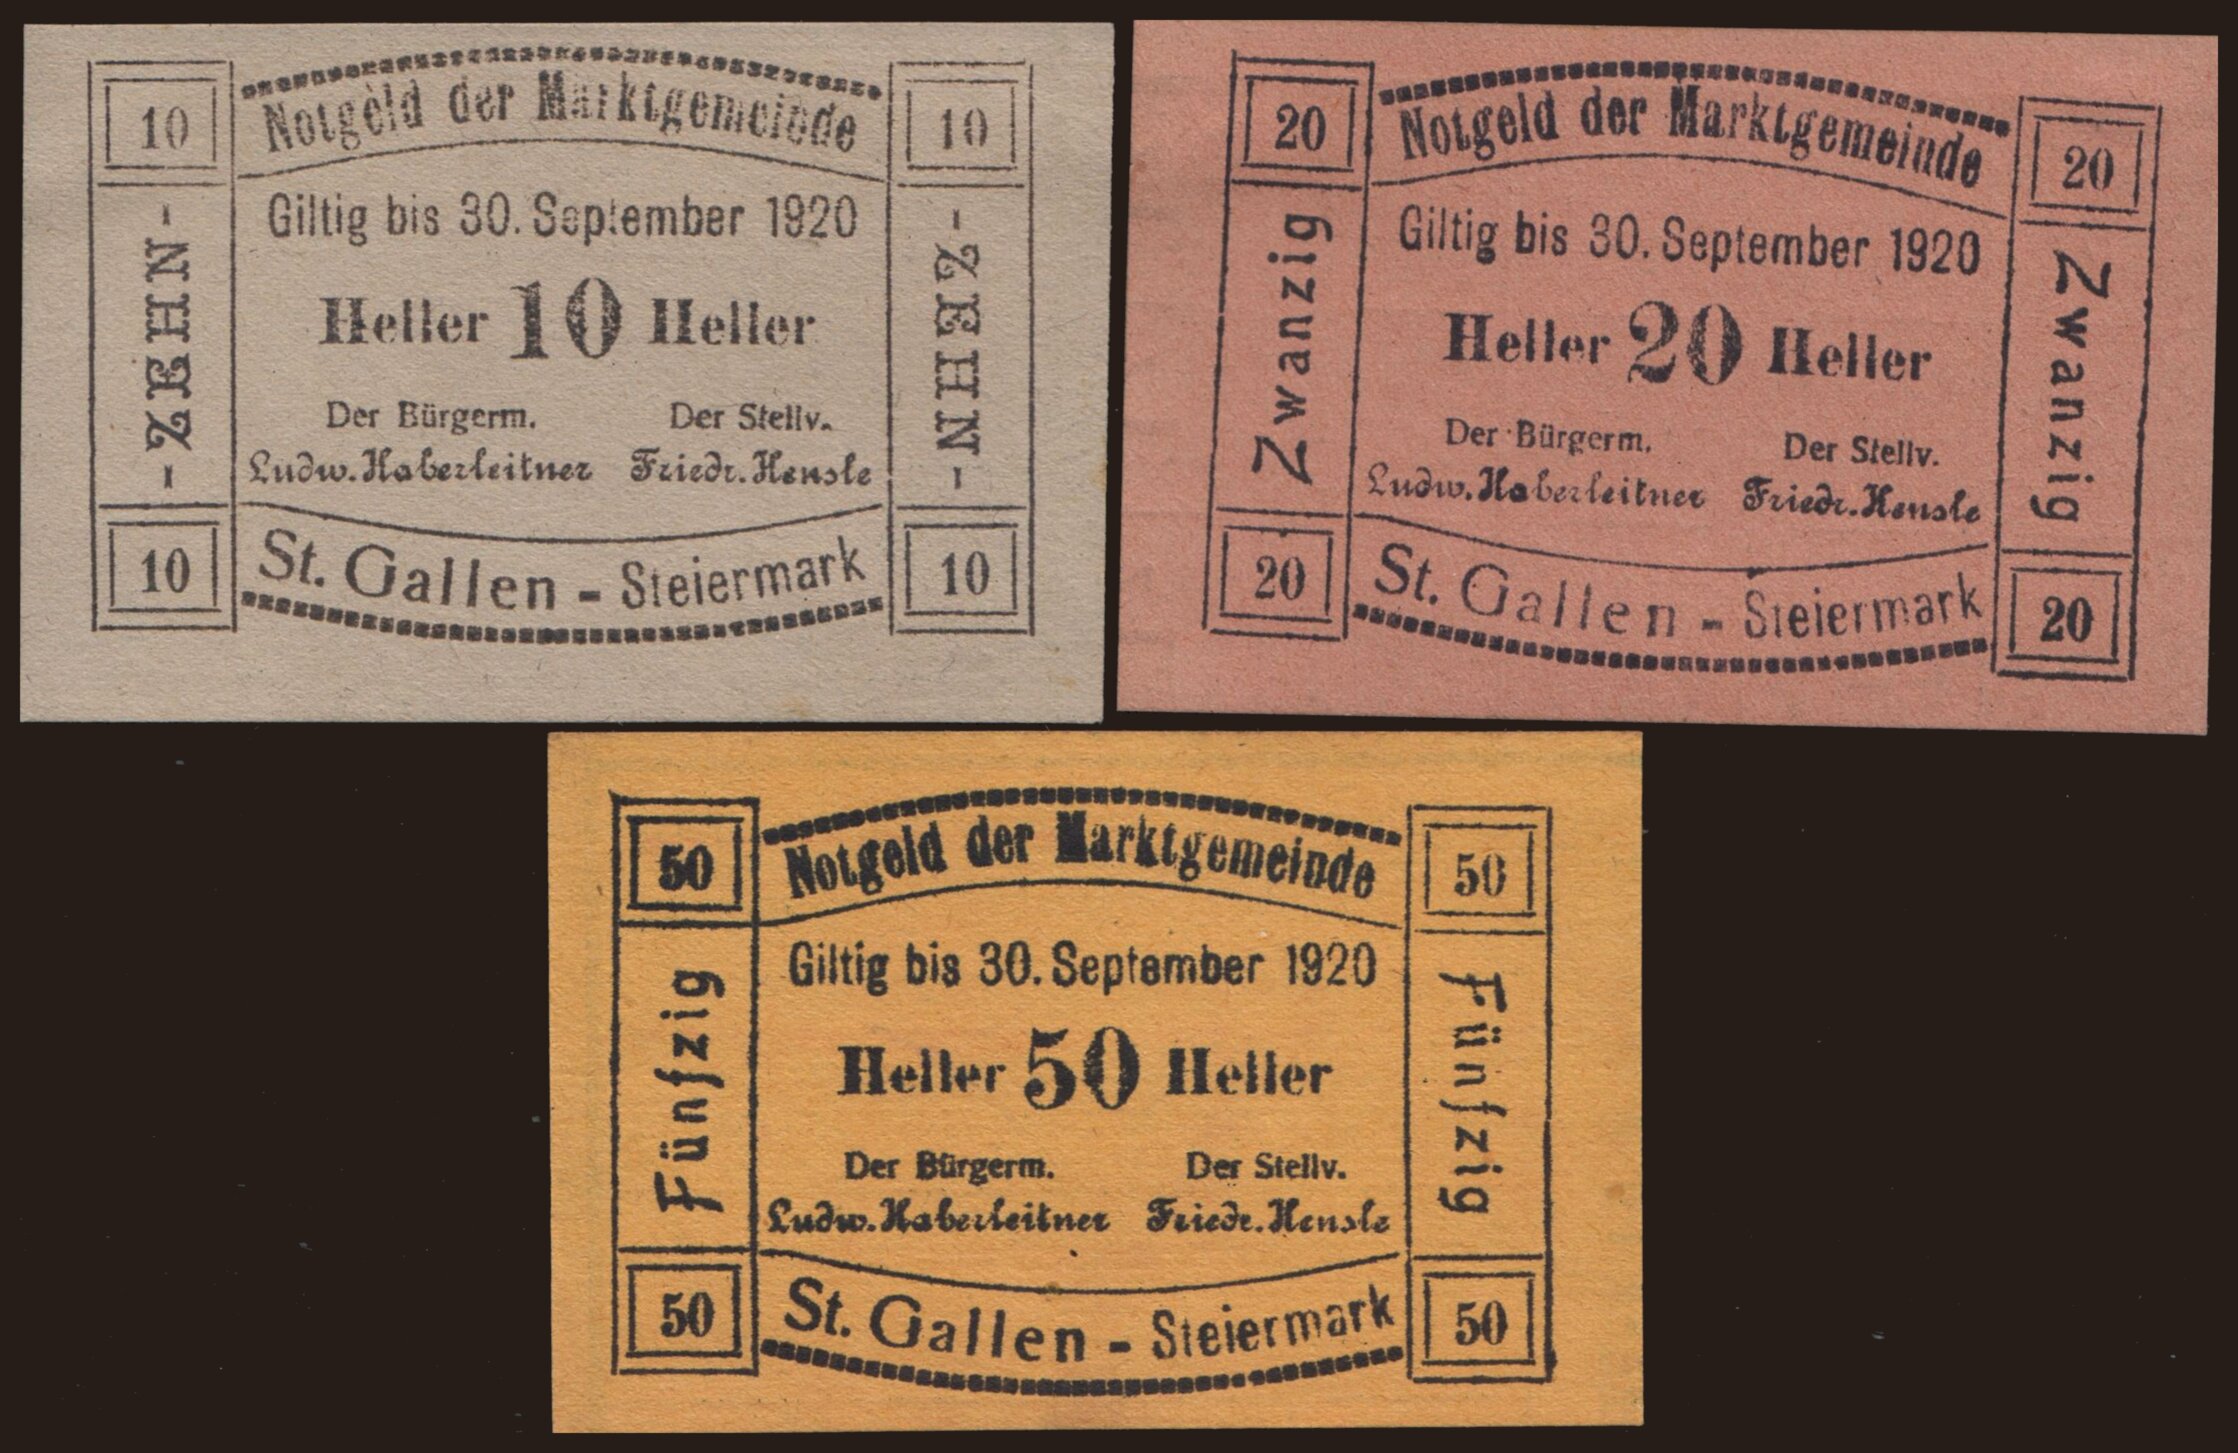 10
Notgeld der Marktgemeinde
10
-ZEHN-
Giltig bis 30. September 1920
-ZEHN-
Heller 10 Heller
Der Bürgerm. Der Stellv.
Ludw. Haberleitner Friedr. Hensle
10
St. Gallen - Steiermark
10
20
Notgeld der Marktgemeinde
20
Zwanzig
Giltig bis 30. September 1920
Zwanzig
Heller 20 Heller
Der Bürgerm. Der Stellv.
Ludw. Haberleitner Friedr. Hensle
20
St. Gallen - Steiermark
20
50
Notgeld der Marktgemeinde
50
Fünfzig
Giltig bis 30. September 1920
Fünfzig
Heller 50 Heller
Der Bürgerm. Der Stellv.
Ludw. Haberleitner Friedr. Hensle
50
St. Gallen - Steiermark
50